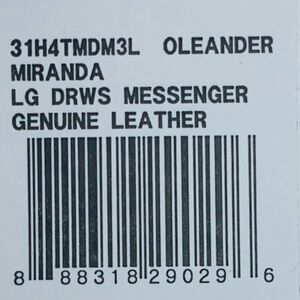 31H4TMDM3L OLEANDER
MIRANDA
LG DRWS MESSENGER
GENUINE LEATHER
8 88318 29029 6